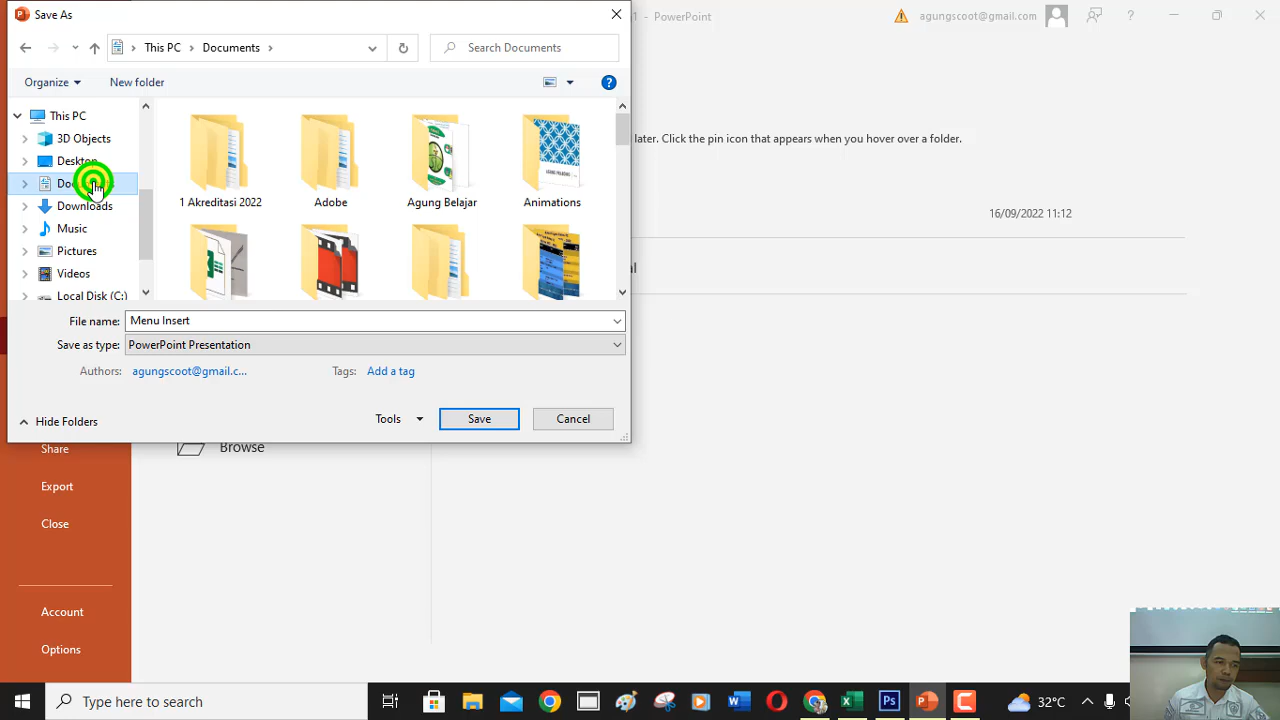 Save As
1 - PowerPoint
agungscoot@gmail.com
This PC
Documents
Search Documents
Organize
New folder
This PC
3D Objects
Desktop
Downloads
Music
Pictures
Videos
Local Disk (C:)
1 Akreditasi 2022
Adobe
Agung Belajar
Animations
later. Click the pin icon that appears when you hover over a folder.
16/09/2022 11:12
File name:
Menu Insert
Save as type:
PowerPoint Presentation
Authors:
agungscoot@gmail.c...
Tags:
Add a tag
Hide Folders
Tools
Save
Cancel
Browse
Share
Export
Close
Account
Options
Type here to search
32°C